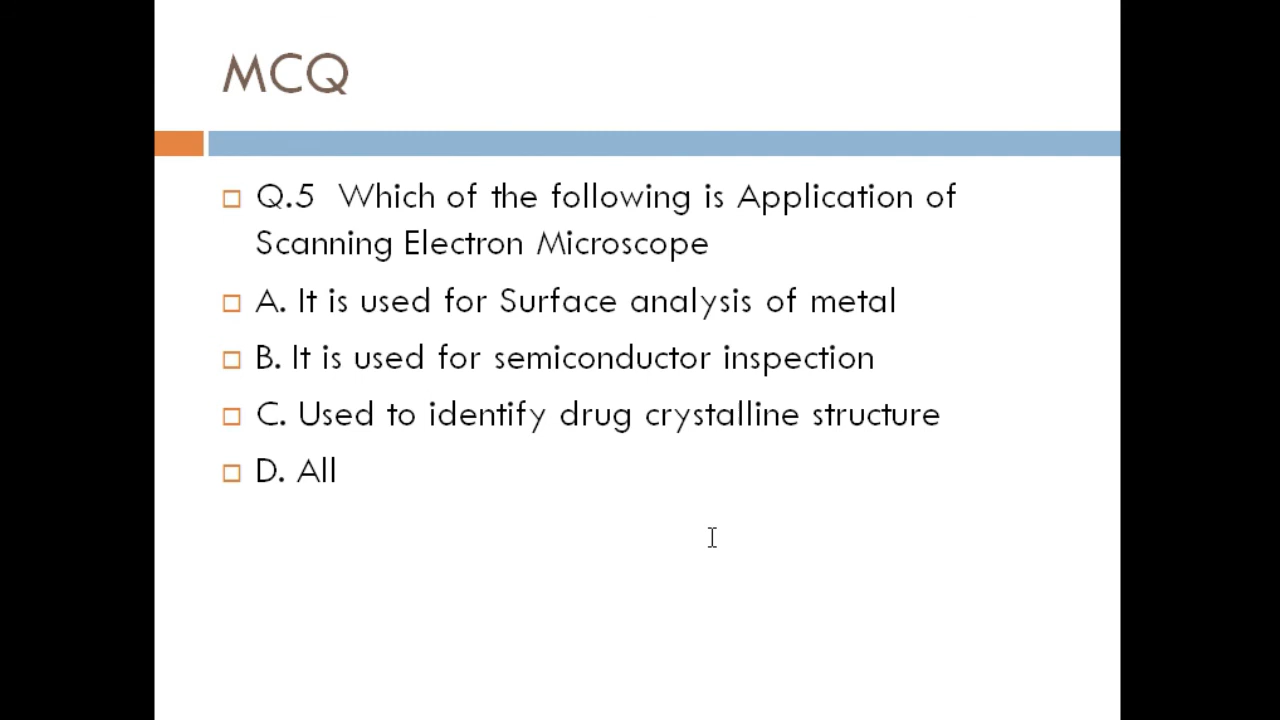 MCQ
Q.5 Which of the following is Application of
Scanning Electron Microscope
A. It is used for Surface analysis of metal
B. It is used for semiconductor inspection
C. Used to identify drug crystalline structure
D. All